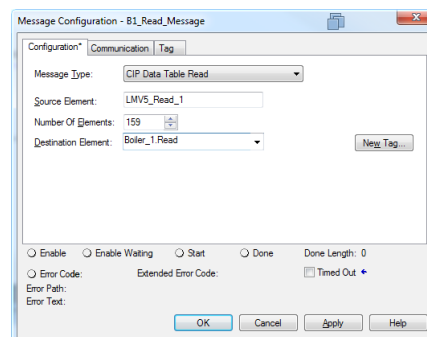 Message Configuration - B1_Read_Message
Configuration* Communication Tag
Message Type: CIP Data Table Read
Source Element: LMV5_Read_1
Number Of Elements: 159
Destination Element: Boiler_1.Read New Tag...
Enable Enable Waiting Start Done Done Length: 0
Error Code: Extended Error Code: Timed Out
Error Path:
Error Text:
OK Cancel Apply Help